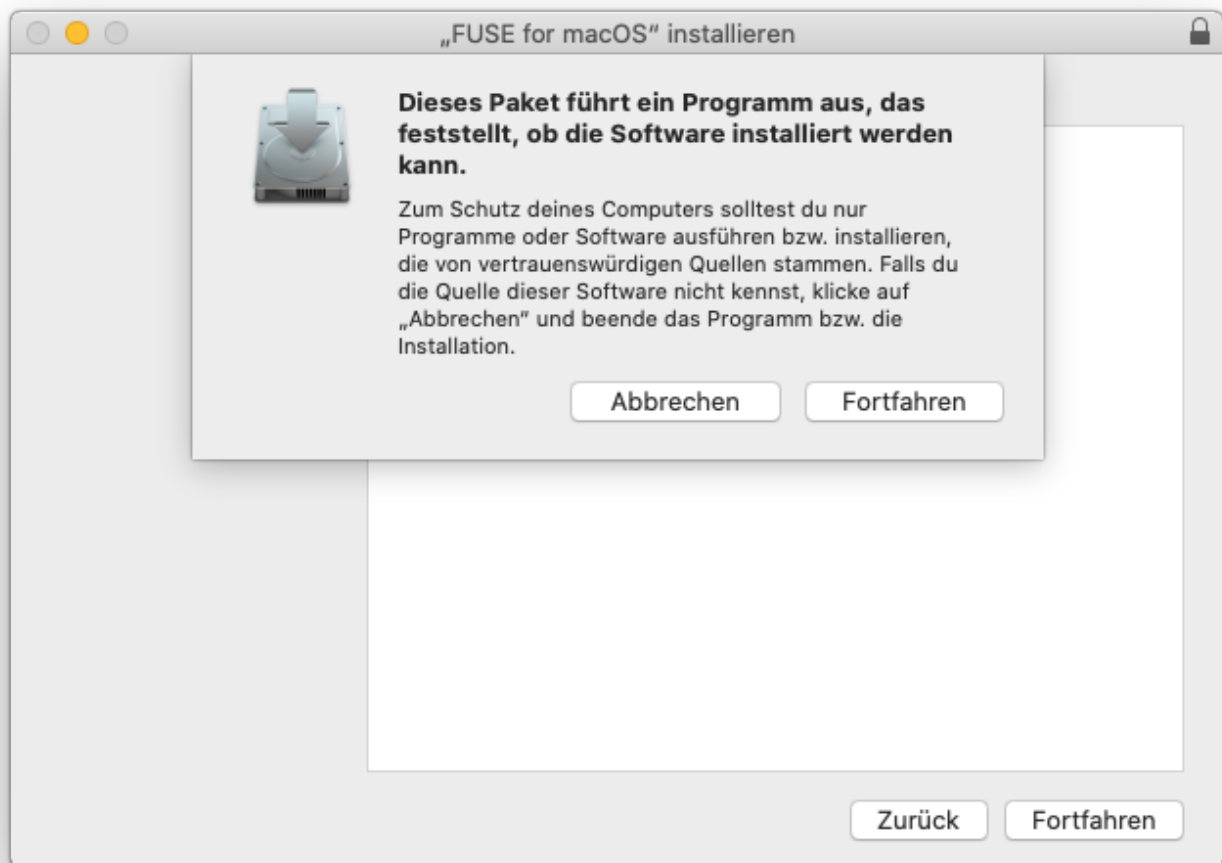 „FUSE for macOS“ installieren
Dieses Paket führt ein Programm aus, das
feststellt, ob die Software installiert werden
kann.
Zum Schutz deines Computers solltest du nur
Programme oder Software ausführen bzw. installieren,
die von vertrauenswürdigen Quellen stammen. Falls du
die Quelle dieser Software nicht kennst, klicke auf
„Abbrechen“ und beende das Programm bzw. die
Installation.
Abbrechen
Fortfahren
Zurück
Fortfahren